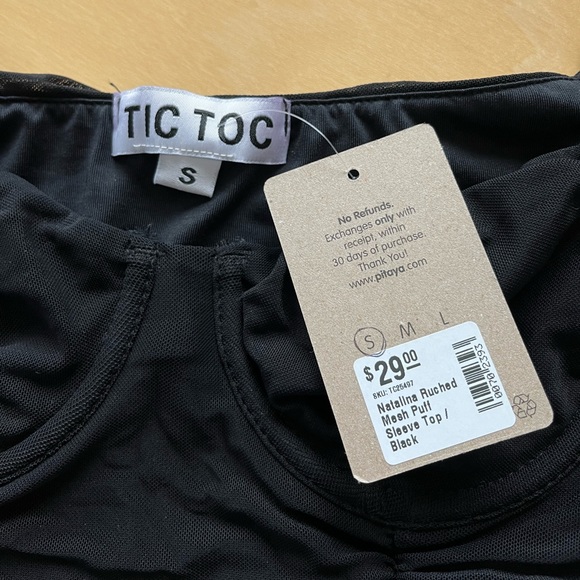 TIC TOC
S
No Refunds.
Exchanges only with
receipt, within
30 days of purchase.
Thank You!
www.pitaya.com
S M L
$29.00
SKU: TC25497
Natalina Ruched
Mesh Puff
Sleeve Top /
Black
007012393